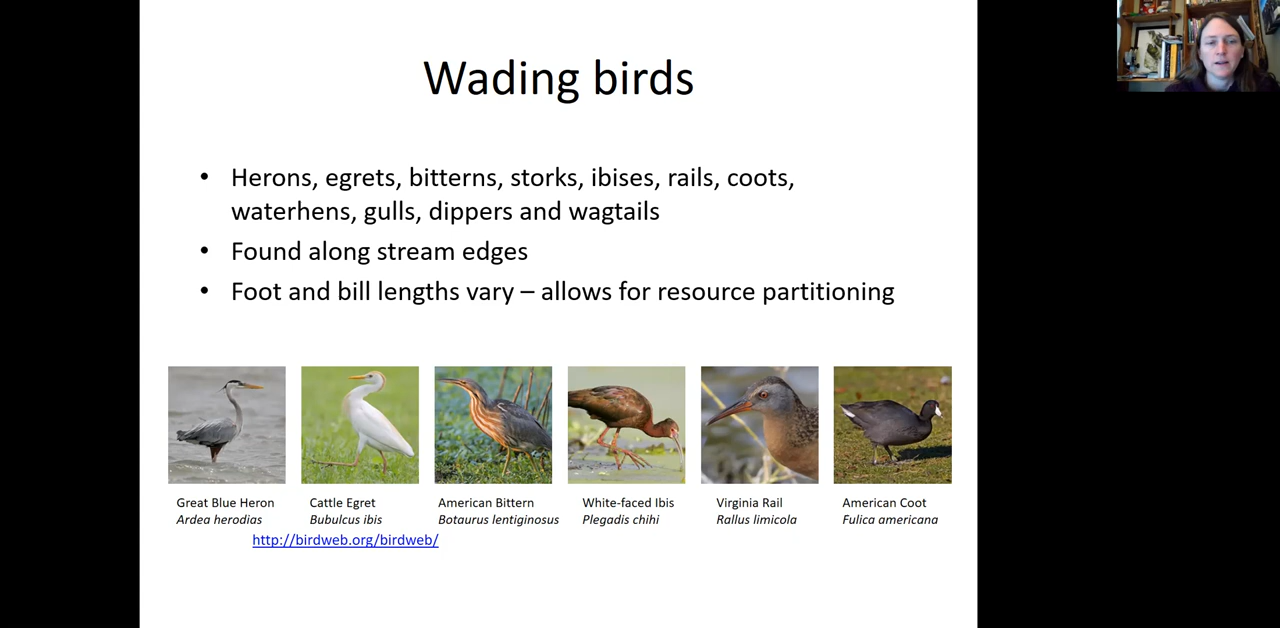 Wading birds
• Herons, egrets, bitterns, storks, ibises, rails, coots,
waterhens, gulls, dippers and wagtails
• Found along stream edges
• Foot and bill lengths vary – allows for resource partitioning
Great Blue Heron
Ardea herodias
Cattle Egret
Bubulcus ibis
American Bittern
Botaurus lentiginosus
White-faced Ibis
Plegadis chihi
Virginia Rail
Rallus limicola
American Coot
Fulica americana
http://birdweb.org/birdweb/